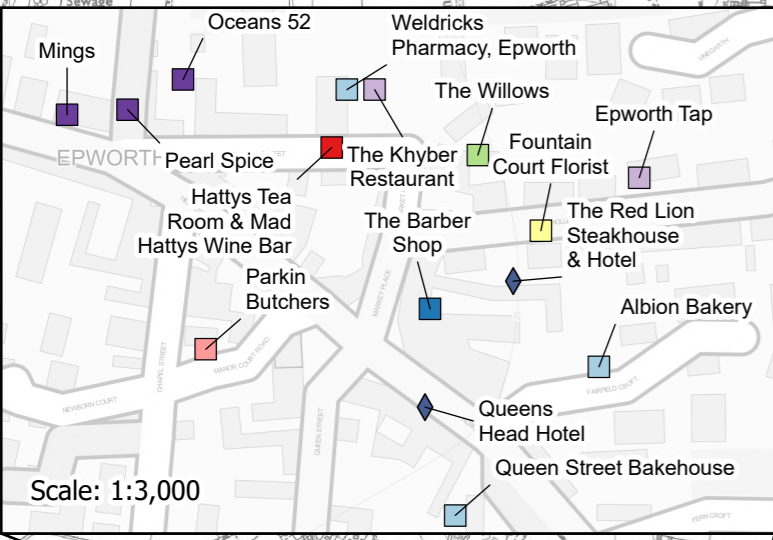 Sewage
Oceans 52
Weldricks
Pharmacy, Epworth
Mings
VINEGARTH
The Willows
Epworth Tap
EPWORTH
Pearl Spice
The Khyber
Restaurant
Fountain
Court Florist
Hattys Tea
Room & Mad
Hattys Wine Bar
The Barber
Shop
The Red Lion
Steakhouse
& Hotel
Parkin
Butchers
MARKET PLACE
Albion Bakery
CHAPEL STREET
MANOR COURT ROAD
NEWBORN COURT
FAIRFIELD CROFT
QUEEN STREET
Queens
Head Hotel
Queen Street Bakehouse
Scale: 1:3,000
FERN CROFT